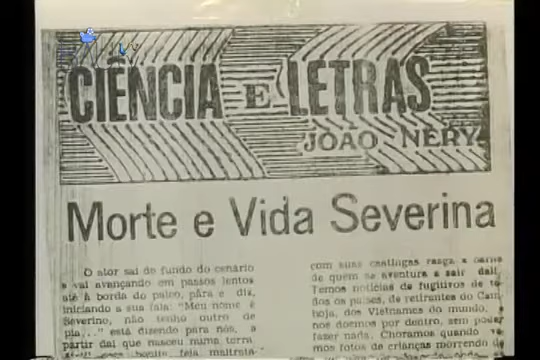 CIÊNCIA E LETRAS
JOÃO NERY
Morte e Vida Severina
O ator sai do fundo do cenário
e vai avançando em passos lentos
até à borda do palco, pára e diz,
iniciando a sua fala: "Meu nome é
Severino, não tenho outro de
pia..." está dizendo para nós, a
partir daí que nasceu numa terra
feia
com suas caatingas rasga a carne
de quem se aventura a sair dali.
Temos notícias de fugitivos de to-
dos os países, de retirantes do Cam-
boja, dos Vietnames do mundo, e
nos doemos por dentro, sem poder
fazer nada. Choramos quando ve-
mos fotos de crianças morrendo de